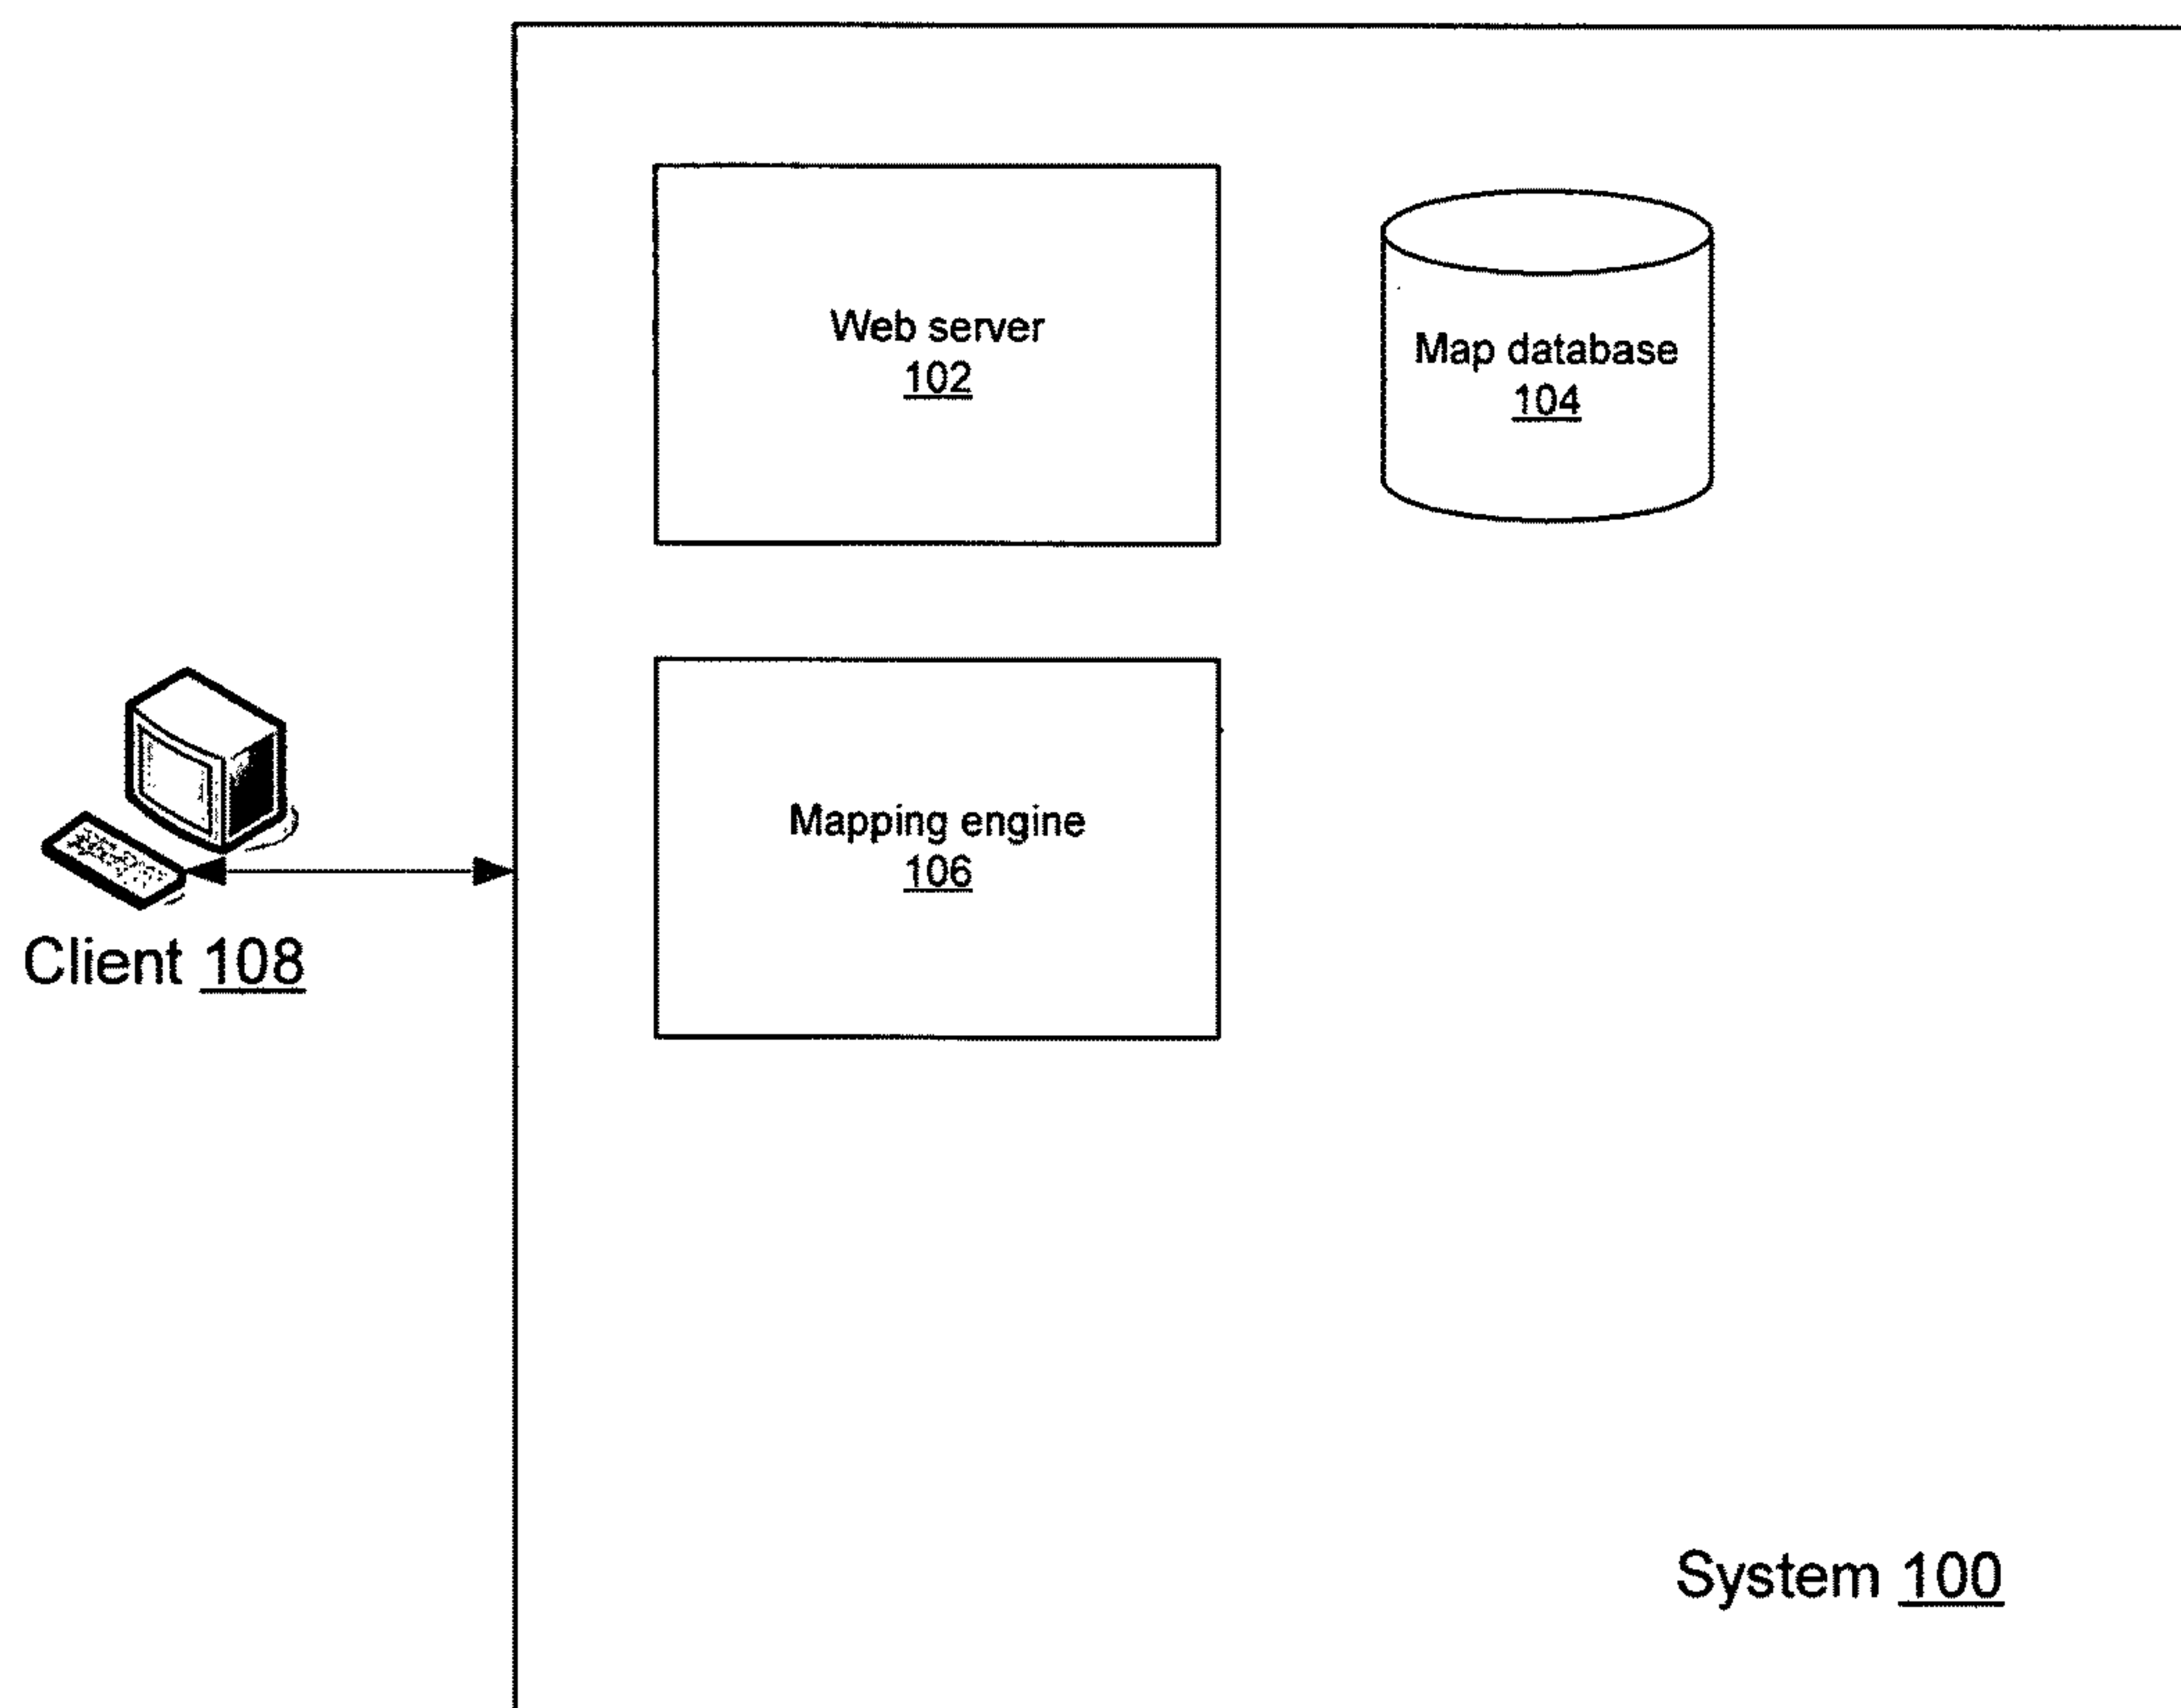 Web server
102
Map database
104
Mapping engine
106
Client 108
System 100